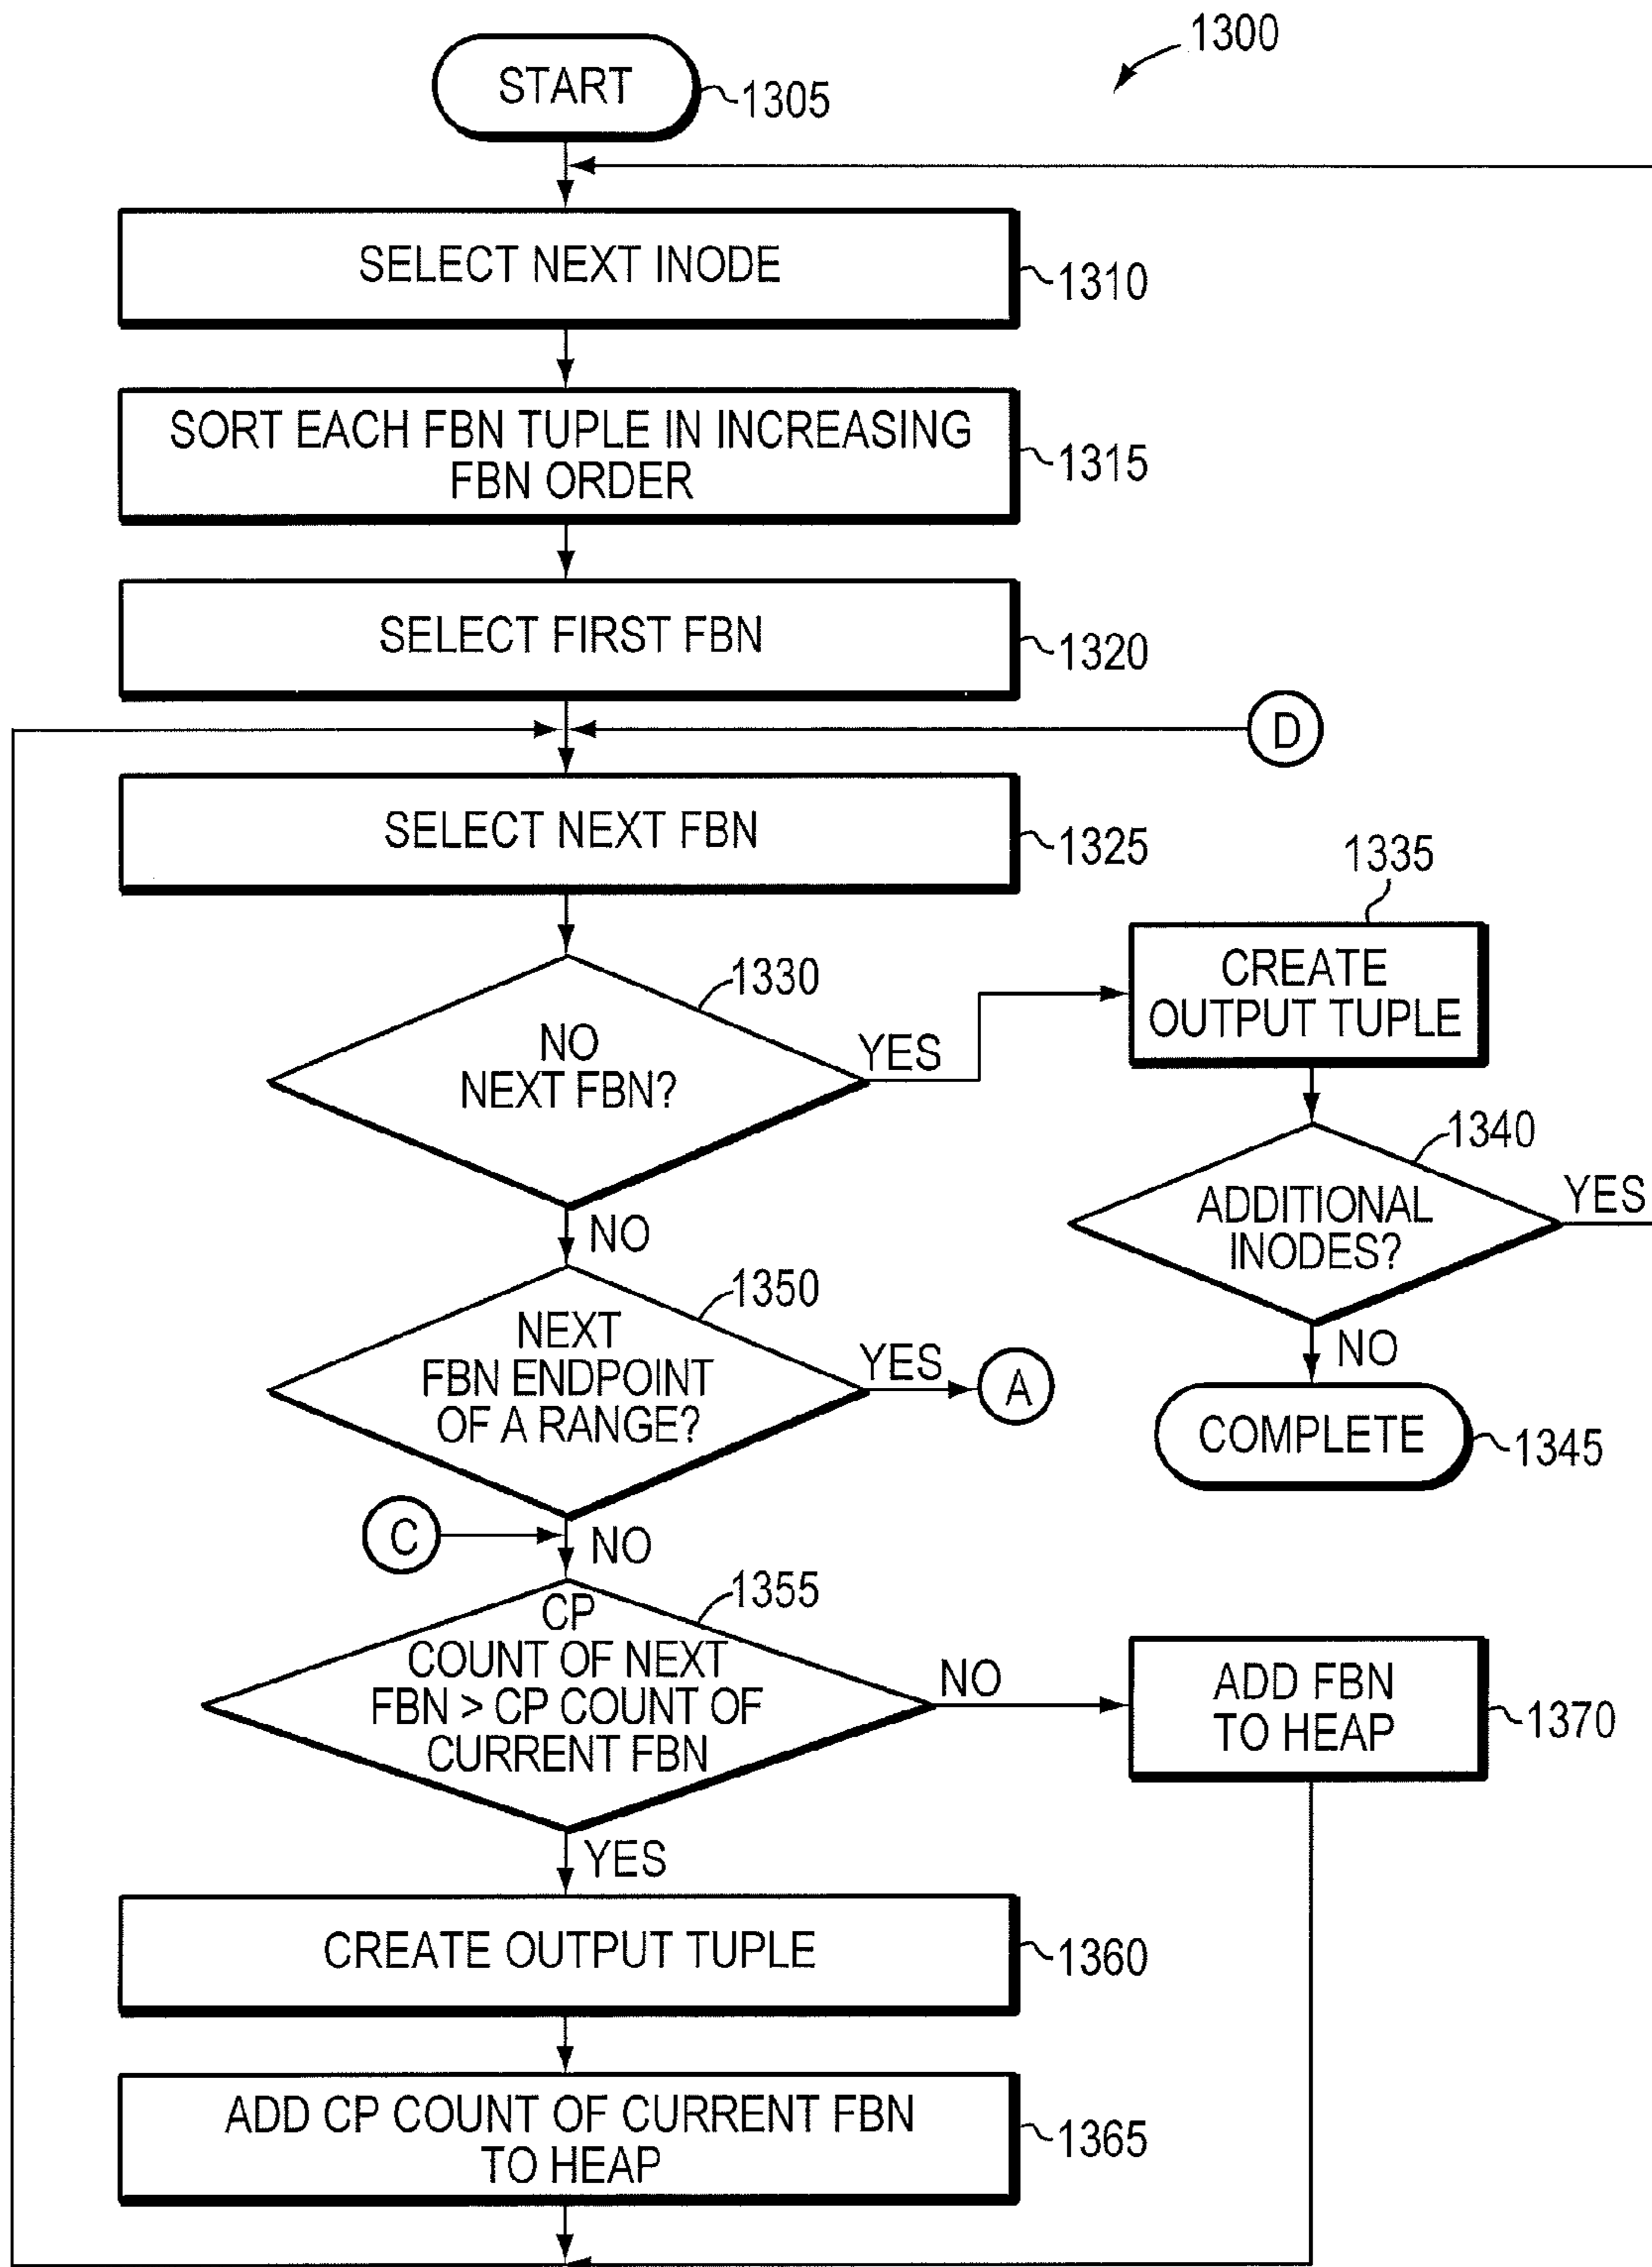 1300
START
1305
SELECT NEXT INODE
1310
SORT EACH FBN TUPLE IN INCREASING
FBN ORDER
1315
SELECT FIRST FBN
1320
D
SELECT NEXT FBN
1325
1335
CREATE
OUTPUT TUPLE
1330
NO
NEXT FBN?
YES
1340
ADDITIONAL
INODES?
YES
NO
NO
1350
NEXT
FBN ENDPOINT
OF A RANGE?
YES
A
COMPLETE
1345
C
NO
1355
CP
COUNT OF NEXT
FBN > CP COUNT OF
CURRENT FBN
NO
ADD FBN
TO HEAP
1370
YES
CREATE OUTPUT TUPLE
1360
ADD CP COUNT OF CURRENT FBN
TO HEAP
1365